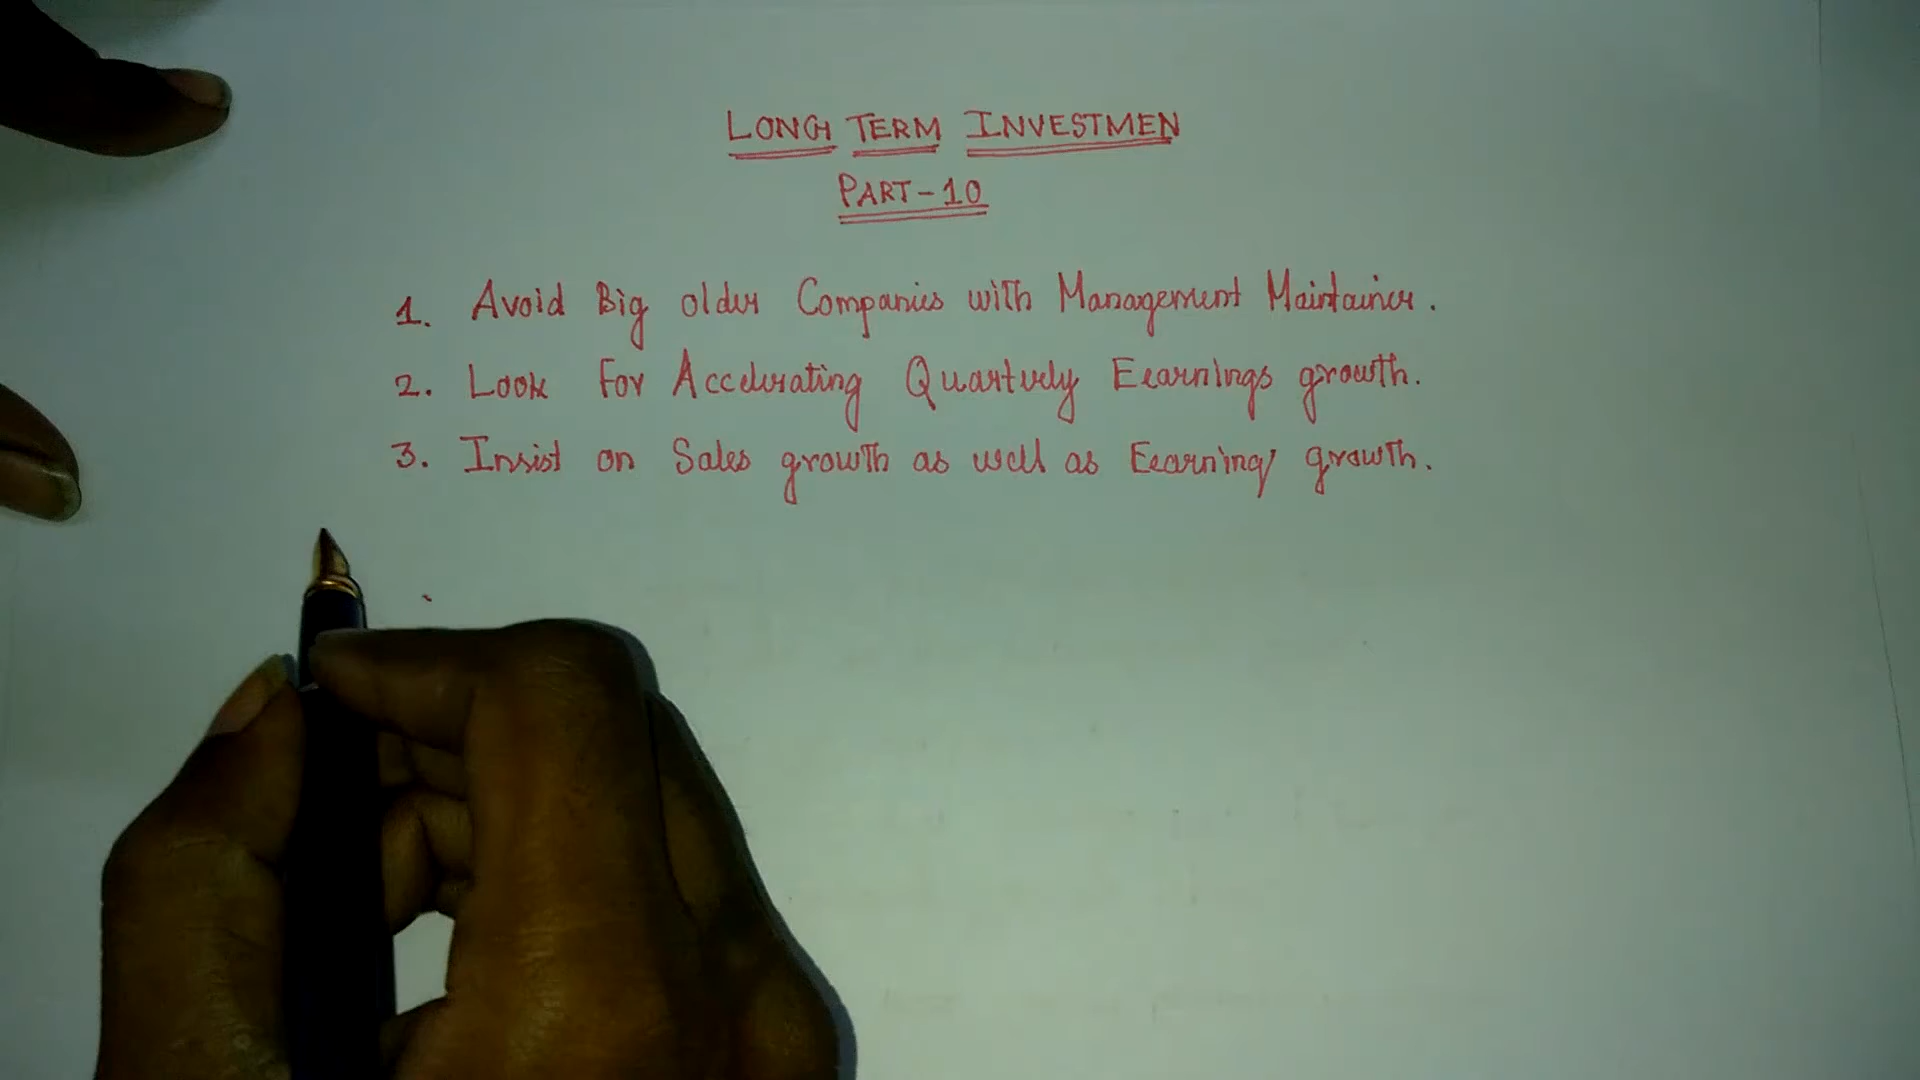 LONG TERM INVESTMEN
PART-10
1. Avoid Big older Companies with Management Maintainer.
2. Look For Accelerating Quarterly Eearnings growth.
3. Insist on Sales growth as well as Eearning growth.